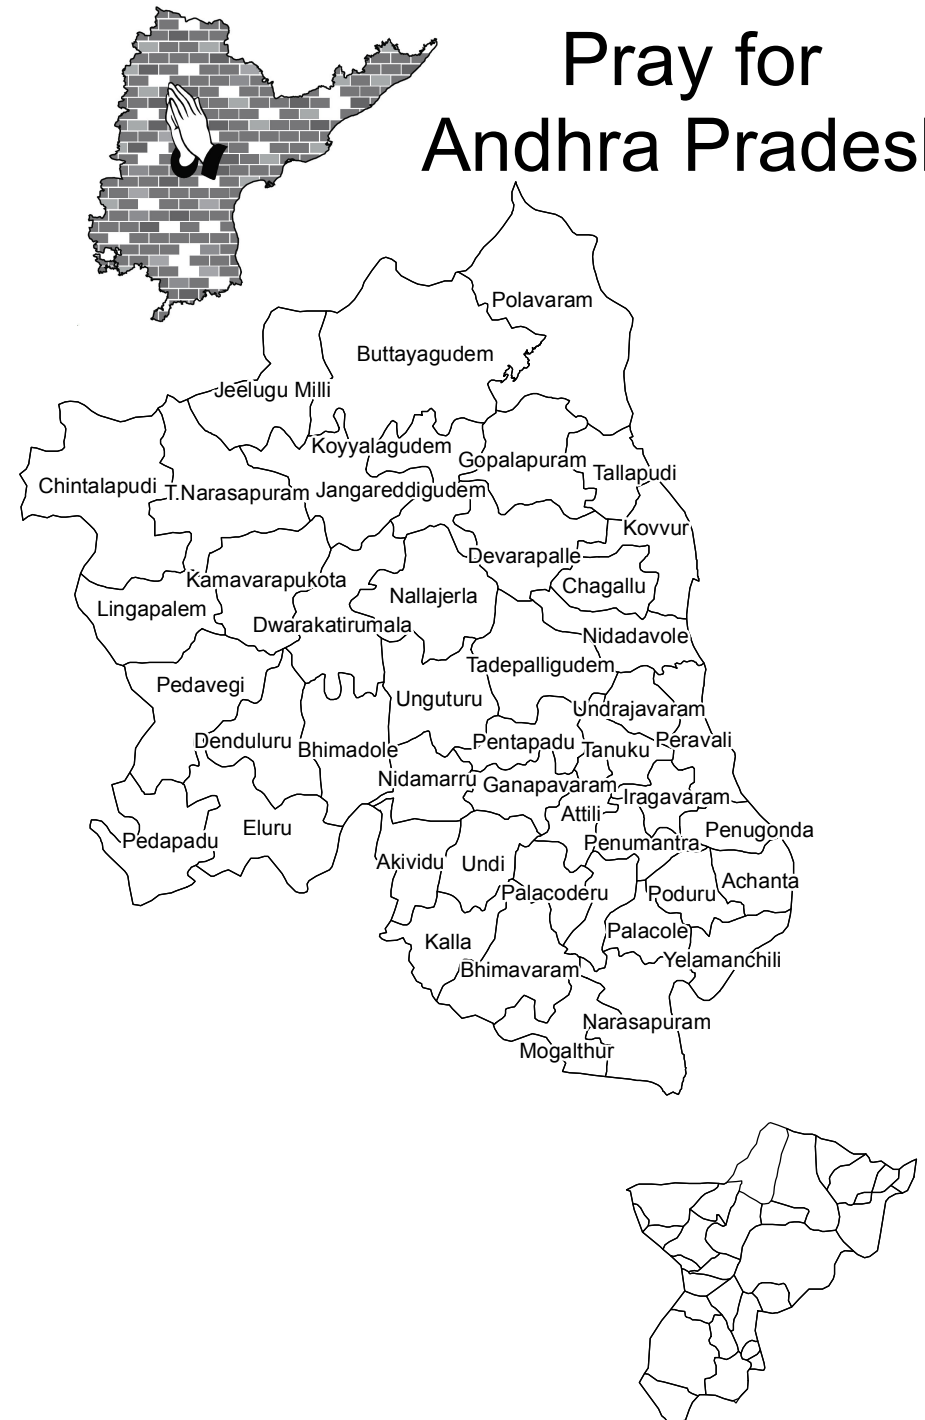 Pray for
Andhra Pradesh
Polavaram
Buttayagudem
Jeelugu Milli
Koyyalagudem
Gopalapuram
Tallapudi
Chintalapudi
T.Narasapuram
Jangareddigudem
Kovvur
Devarapalle
Kamavarapukota
Chagallu
Nallajerla
Lingapalem
Dwarakatirumala
Nidadavole
Tadepalligudem
Pedavegi
Unguturu
Undrajavaram
Denduluru
Bhimadole
Pentapadu
Tanuku
Peravali
Nidamarru
Ganapavaram
Iragavaram
Attili
Eluru
Pedapadu
Penumantra
Penugonda
Akividu
Undi
Palacoderu
Poduru
Achanta
Kalla
Palacole
Bhimavaram
Yelamanchili
Narasapuram
Mogalthur